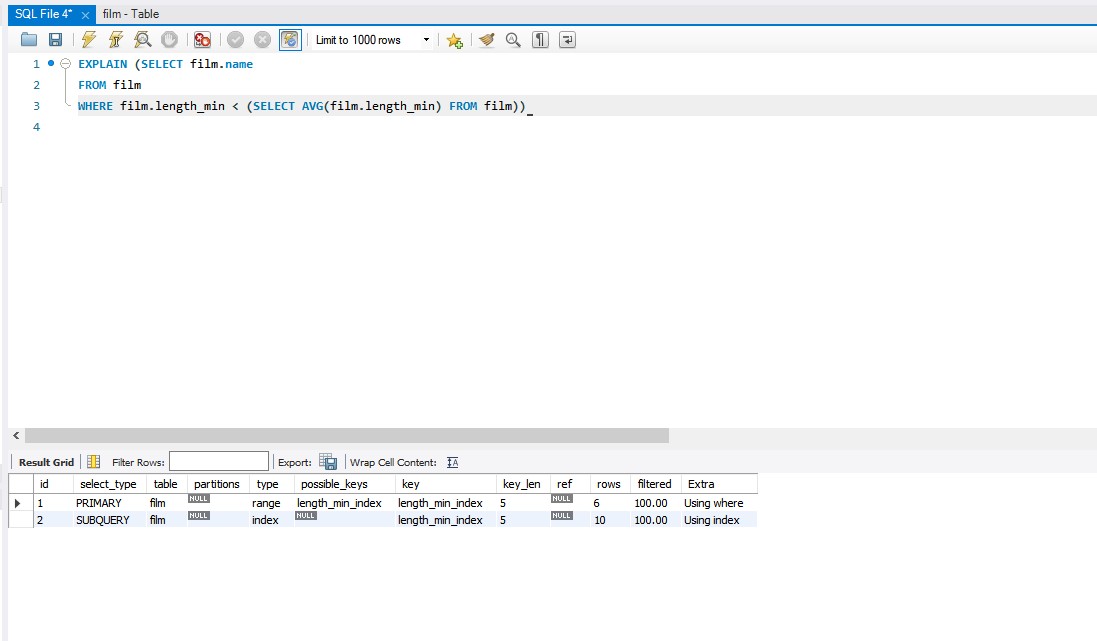 SQL File 4* film - Table
Limit to 1000 rows
1 EXPLAIN (SELECT film.name
2 FROM film
3 WHERE film.length_min < (SELECT AVG(film.length_min) FROM film))
4
Result Grid Filter Rows: Export: Wrap Cell Content:
id select_type table partitions type possible_keys key key_len ref rows filtered Extra
1 PRIMARY film NULL range length_min_index length_min_index 5 NULL 6 100.00 Using where
2 SUBQUERY film NULL index NULL length_min_index 5 NULL 10 100.00 Using index